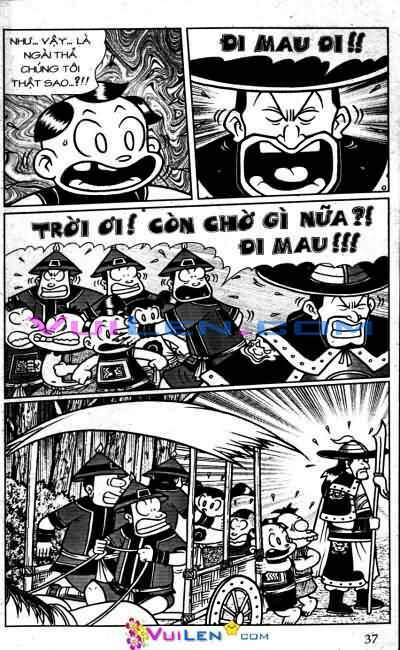 NHƯ... VẬY... LÀ
NGÀI THẢ
CHÚNG TÔI
THẬT SAO...?!!
ĐI MAU ĐI!!
TRỜI ƠI! CÒN CHỜ GÌ NỮA?!
ĐI MAU!!!
VUILEN.COM
37
VUILEN.COM